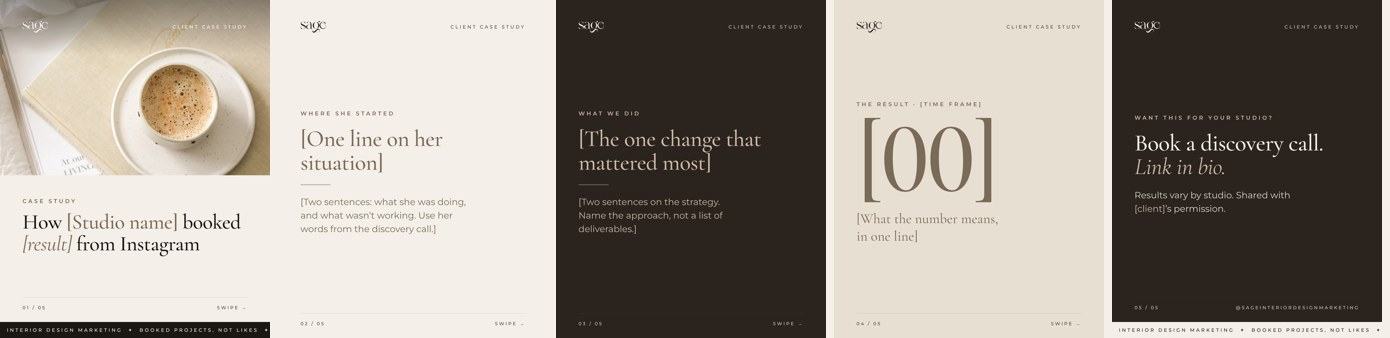 sage
CLIENT CASE STUDY
At our
LIVING
CASE STUDY
How [Studio name] booked
[result] from Instagram
01 / 05
SWIPE →
INTERIOR DESIGN MARKETING • BOOKED PROJECTS, NOT LIKES •
sage
CLIENT CASE STUDY
WHERE SHE STARTED
[One line on her
situation]
[Two sentences: what she was doing,
and what wasn't working. Use her
words from the discovery call.]
02 / 05
SWIPE →
sage
CLIENT CASE STUDY
WHAT WE DID
[The one change that
mattered most]
[Two sentences on the strategy.
Name the approach, not a list of
deliverables.]
03 / 05
SWIPE →
sage
CLIENT CASE STUDY
THE RESULT · [TIME FRAME]
[00]
[What the number means,
in one line]
04 / 05
SWIPE →
sage
CLIENT CASE STUDY
WANT THIS FOR YOUR STUDIO?
Book a discovery call.
Link in bio.
Results vary by studio. Shared with
[client]'s permission.
05 / 05
@SAGEINTERIORDESIGNMARKETING
INTERIOR DESIGN MARKETING • BOOKED PROJECTS, NOT LIKES •